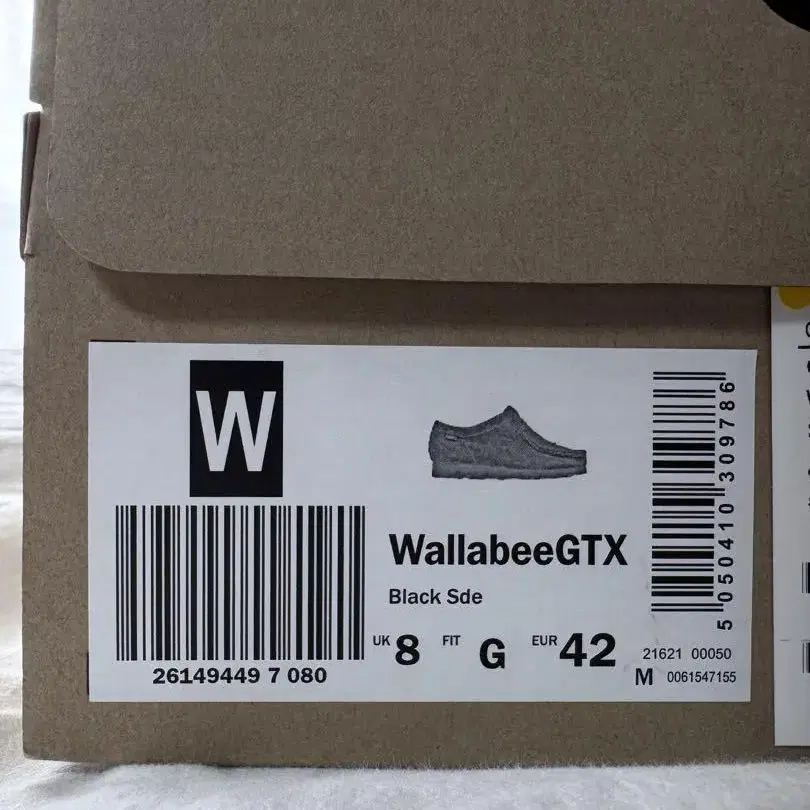 W
26149449 7 080
WallabeeGTX
Black Sde
UK 8 FIT G EUR 42
5 050410 309786
21621 00050
M 0061547155